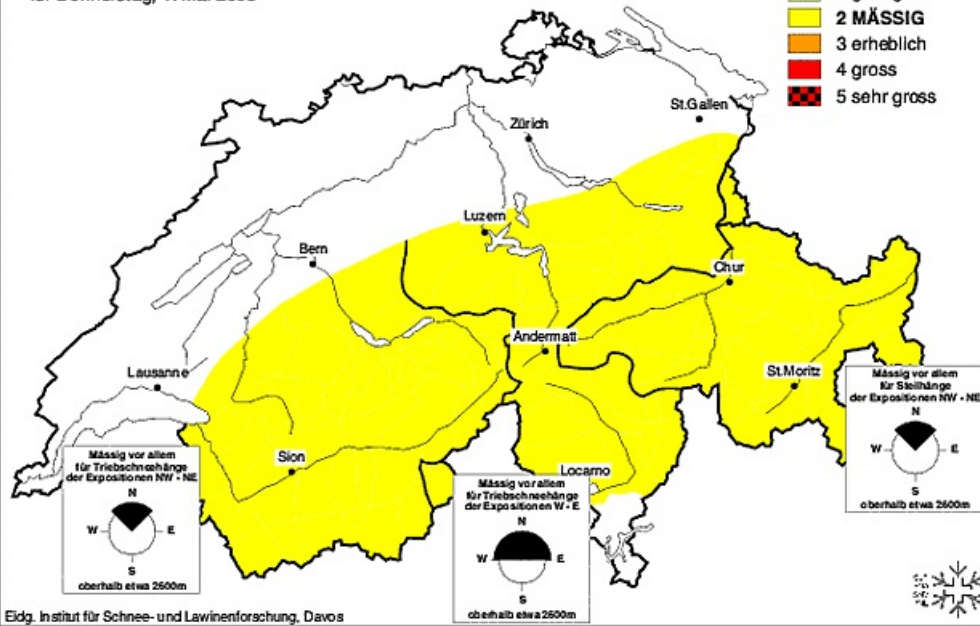 2 MÄSSIG
3 erheblich
4 gross
5 sehr gross
St.Gallen
Zürich
Luzern
Bern
Chur
Andermatt
Lausanne
St.Moritz
Sion
Locarno
Mässig vor allem
für Steilhänge
der Expositionen NW - NE
N
W
E
S
oberhalb etwa 2600m
Mässig vor allem
für Triebschneehänge
der Expositionen NW - NE
N
W
E
S
oberhalb etwa 2600m
Mässig vor allem
für Triebschneehänge
der Expositionen W - E
N
W
E
S
oberhalb etwa 2600m
Eidg. Institut für Schnee- und Lawinenforschung, Davos